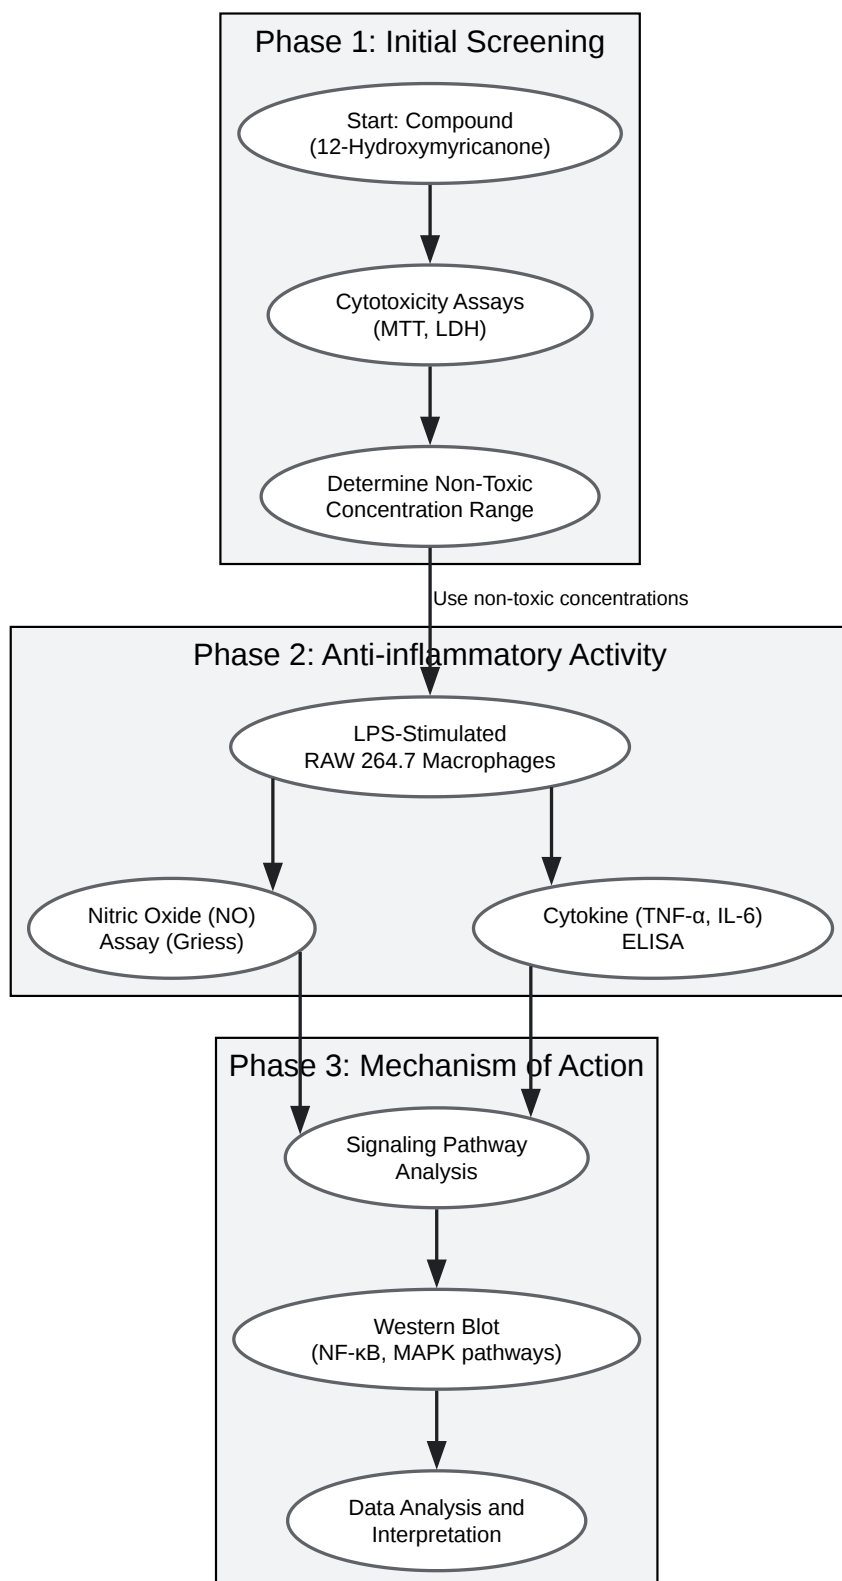 Phase 1: Initial Screening
Start: Compound
(12-Hydroxymyricanone)
Cytotoxicity Assays
(MTT, LDH)
Determine Non-Toxic
Concentration Range
Use non-toxic concentrations
Phase 2: Anti-inflammatory Activity
LPS-Stimulated
RAW 264.7 Macrophages
Nitric Oxide (NO)
Assay (Griess)
Cytokine (TNF-α, IL-6)
ELISA
Phase 3: Mechanism of Action
Signaling Pathway
Analysis
Western Blot
(NF-κB, MAPK pathways)
Data Analysis and
Interpretation